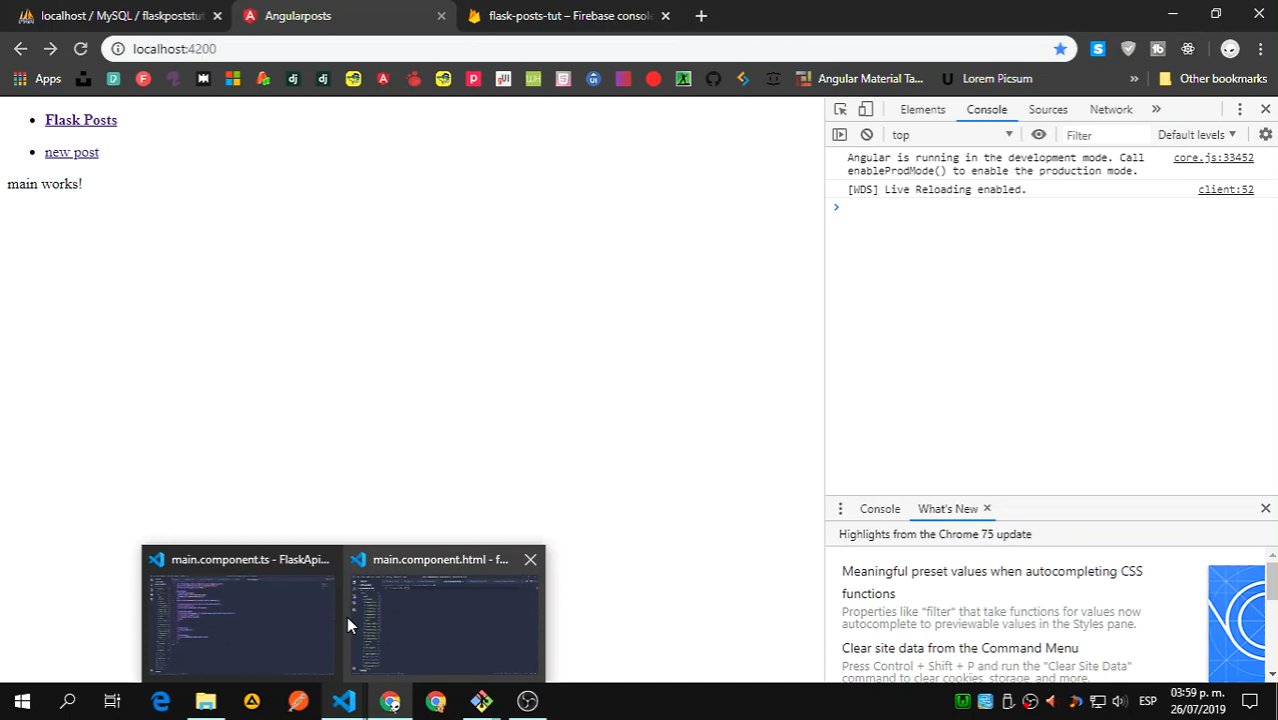 localhost / MySQL / flaskpoststut
Angularposts
flask-posts-tut – Firebase console
localhost:4200
Apps
Angular Material Ta...
Lorem Picsum
»
Other bookmarks
Flask Posts
new post
main works!
Elements
Console
Sources
Network
»
top
Filter
Default levels
Angular is running in the development mode. Call core.js:33452
enableProdMode() to enable the production mode.
[WDS] Live Reloading enabled. client:52
Console
What's New
Highlights from the Chrome 75 update
Meaningful preset values when autocompleting CSS
functions
Properties like "filter" that take functions for values now
autocomplete to previewable values in the Styles pane.
Clear site data from the Command Menu
Press Control + Shift + P and run the "Clear Site Data"
command to clear cookies, storage, and more.
main.component.ts - FlaskApi...
main.component.html - f...
ESP
03:59 p. m.
26/07/2019